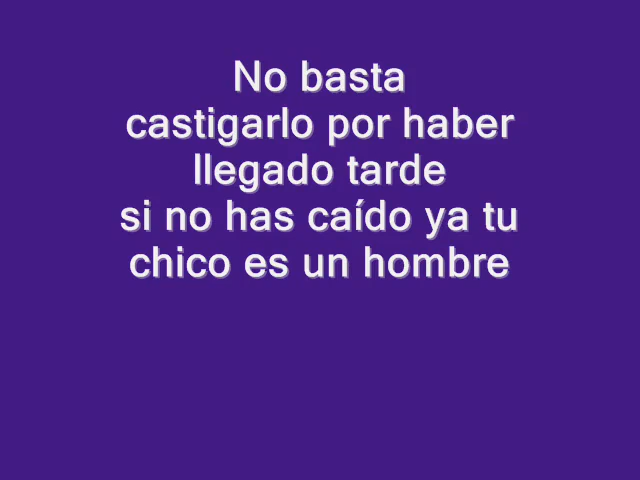 No basta
castigarlo por haber
llegado tarde
si no has caído ya tu
chico es un hombre